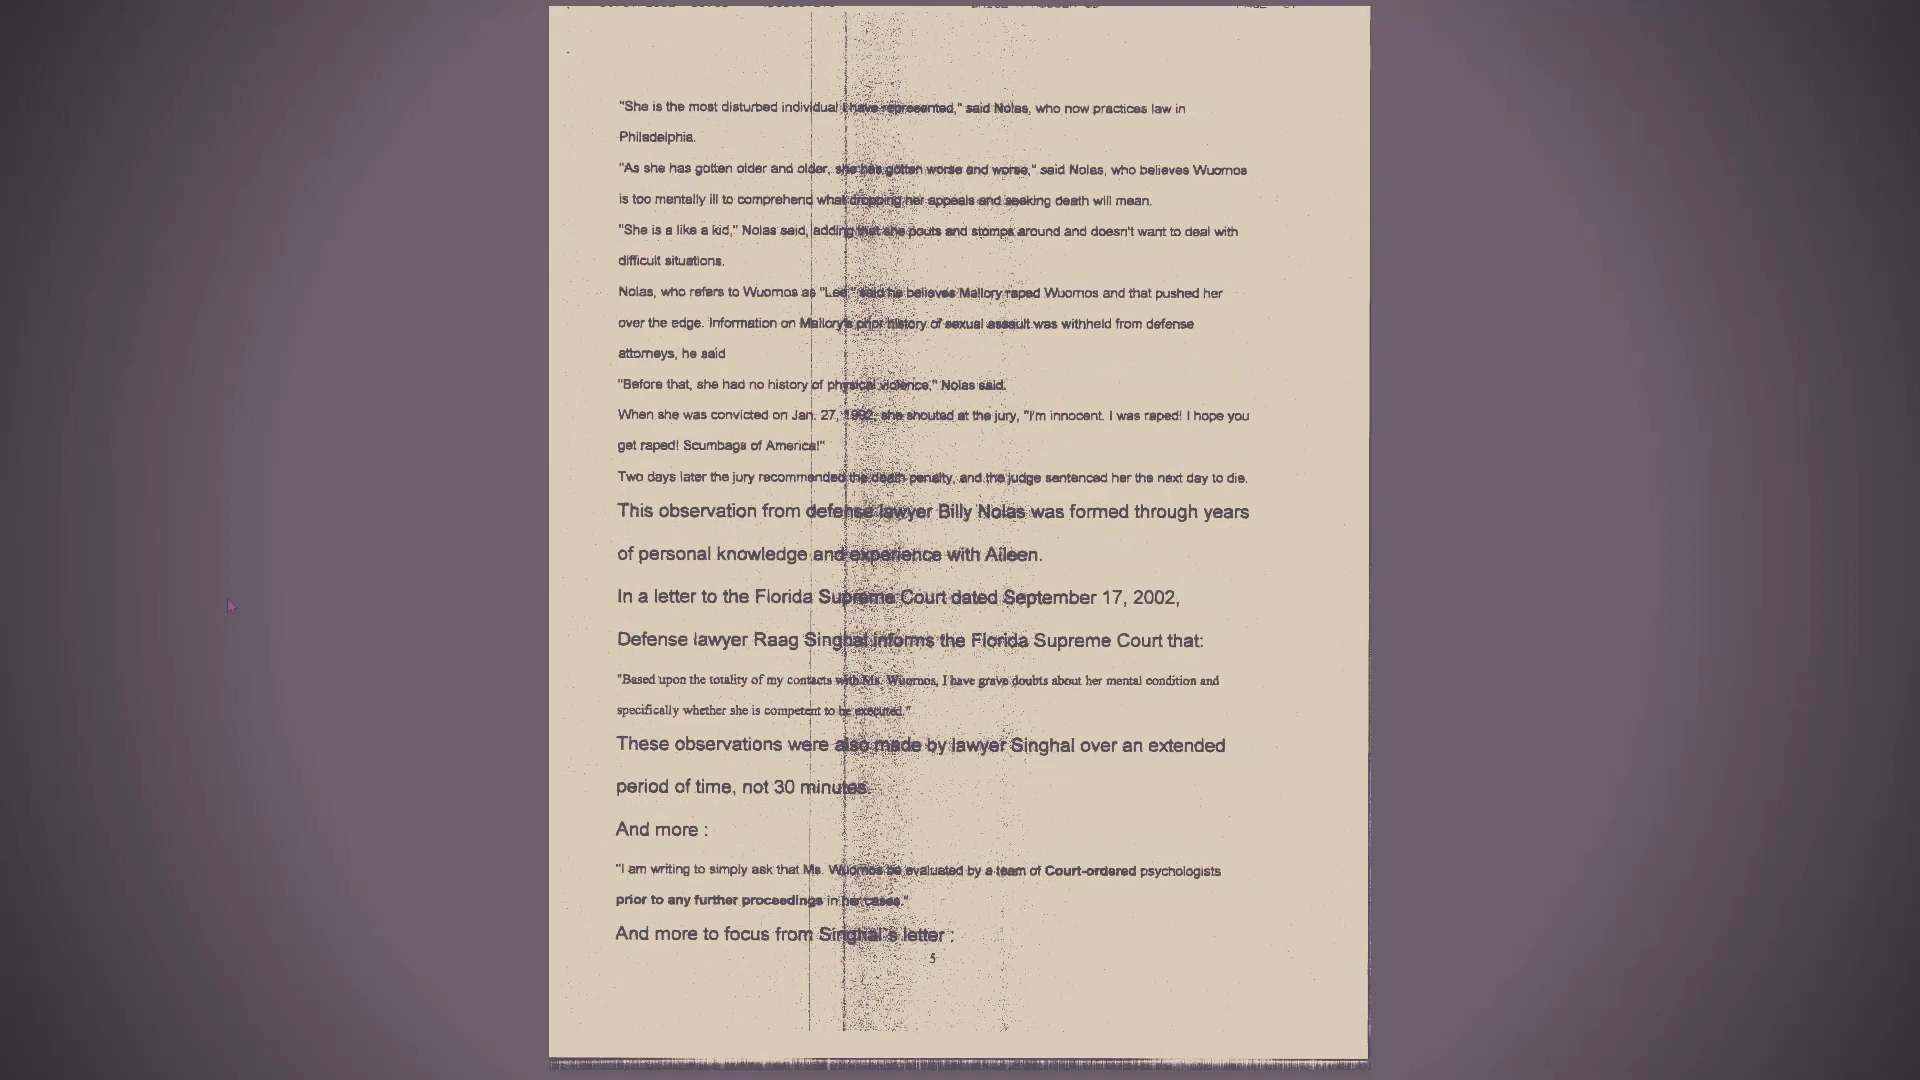 "She is the most disturbed individual I have represented," said Nolas, who now practices law in
Philadelphia.
"As she has gotten older and older, she has gotten worse and worse," said Nolas, who believes Wuornos
is too mentally ill to comprehend what dropping her appeals and seeking death will mean.
"She is a like a kid," Nolas said, adding that she pouts and stomps around and doesn't want to deal with
difficult situations.
Nolas, who refers to Wuornos as "Lee," said he believes Mallory raped Wuornos and that pushed her
over the edge. Information on Mallory's prior history of sexual assault was withheld from defense
attorneys, he said
"Before that, she had no history of physical violence," Nolas said.
When she was convicted on Jan. 27, 1992, she shouted at the jury, "I'm innocent. I was raped! I hope you
get raped! Scumbags of America!"
Two days later the jury recommended the death penalty, and the judge sentenced her the next day to die.
This observation from defense lawyer Billy Nolas was formed through years
of personal knowledge and experience with Aileen.
In a letter to the Florida Supreme Court dated September 17, 2002,
Defense lawyer Raag Singhal informs the Florida Supreme Court that:
"Based upon the totality of my contacts with Ms. Wuornos, I have grave doubts about her mental condition and
specifically whether she is competent to be executed."
These observations were also made by lawyer Singhal over an extended
period of time, not 30 minutes.
And more :
"I am writing to simply ask that Ms. Wuornos be evaluated by a team of Court-ordered psychologists
prior to any further proceedings in her cases."
And more to focus from Singhal's letter :
5